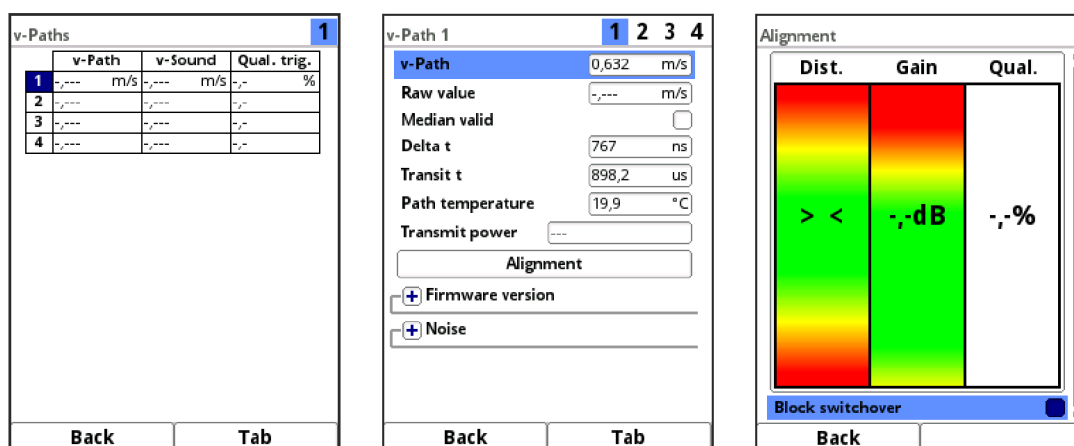 v-Paths 1
v-Path v-Sound Qual. trig.
1 -,--- m/s -,--- m/s -,- %
2 -,--- -,--- -,-
3 -,--- -,--- -,-
4 -,--- -,--- -,-
Back Tab
v-Path 1 1 2 3 4
v-Path 0,632 m/s
Raw value -,--- m/s
Median valid
Delta t 767 ns
Transit t 898,2 us
Path temperature 19,9 °C
Transmit power ---
Alignment
+ Firmware version
+ Noise
Back Tab
Alignment
Dist. Gain Qual.
> < -,-dB -,-%
Block switchover
Back